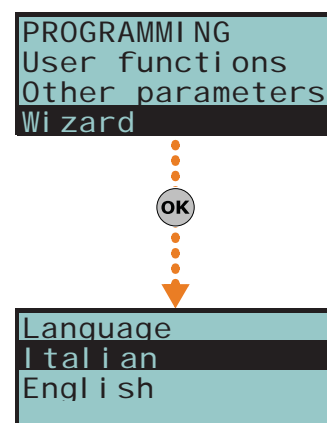 PROGRAMMING
User functions
Other parameters
Wizard
OK
Language
Italian
English